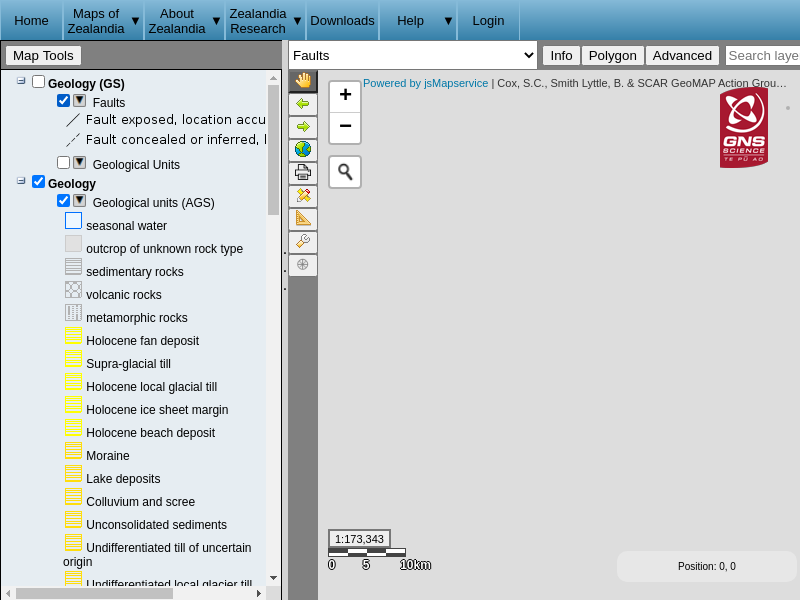 Home
Maps of Zealandia ▼
About Zealandia ▼
Zealandia Research ▼
Downloads
Help ▼
Login
Map Tools
Faults
Info
Polygon
Advanced
Search laye
Geology (GS)
Faults
Fault exposed, location accu
Fault concealed or inferred, l
Geological Units
Geology
Geological units (AGS)
seasonal water
outcrop of unknown rock type
sedimentary rocks
volcanic rocks
metamorphic rocks
Holocene fan deposit
Supra-glacial till
Holocene local glacial till
Holocene ice sheet margin
Holocene beach deposit
Moraine
Lake deposits
Colluvium and scree
Unconsolidated sediments
Undifferentiated till of uncertain
origin
Undifferentiated local glacier till
+
−
Powered by jsMapservice | Cox, S.C., Smith Lyttle, B. & SCAR GeoMAP Action Grou…
GNS
SCIENCE
TE PŪ AO
1:173,343
0 5 10km
Position: 0, 0